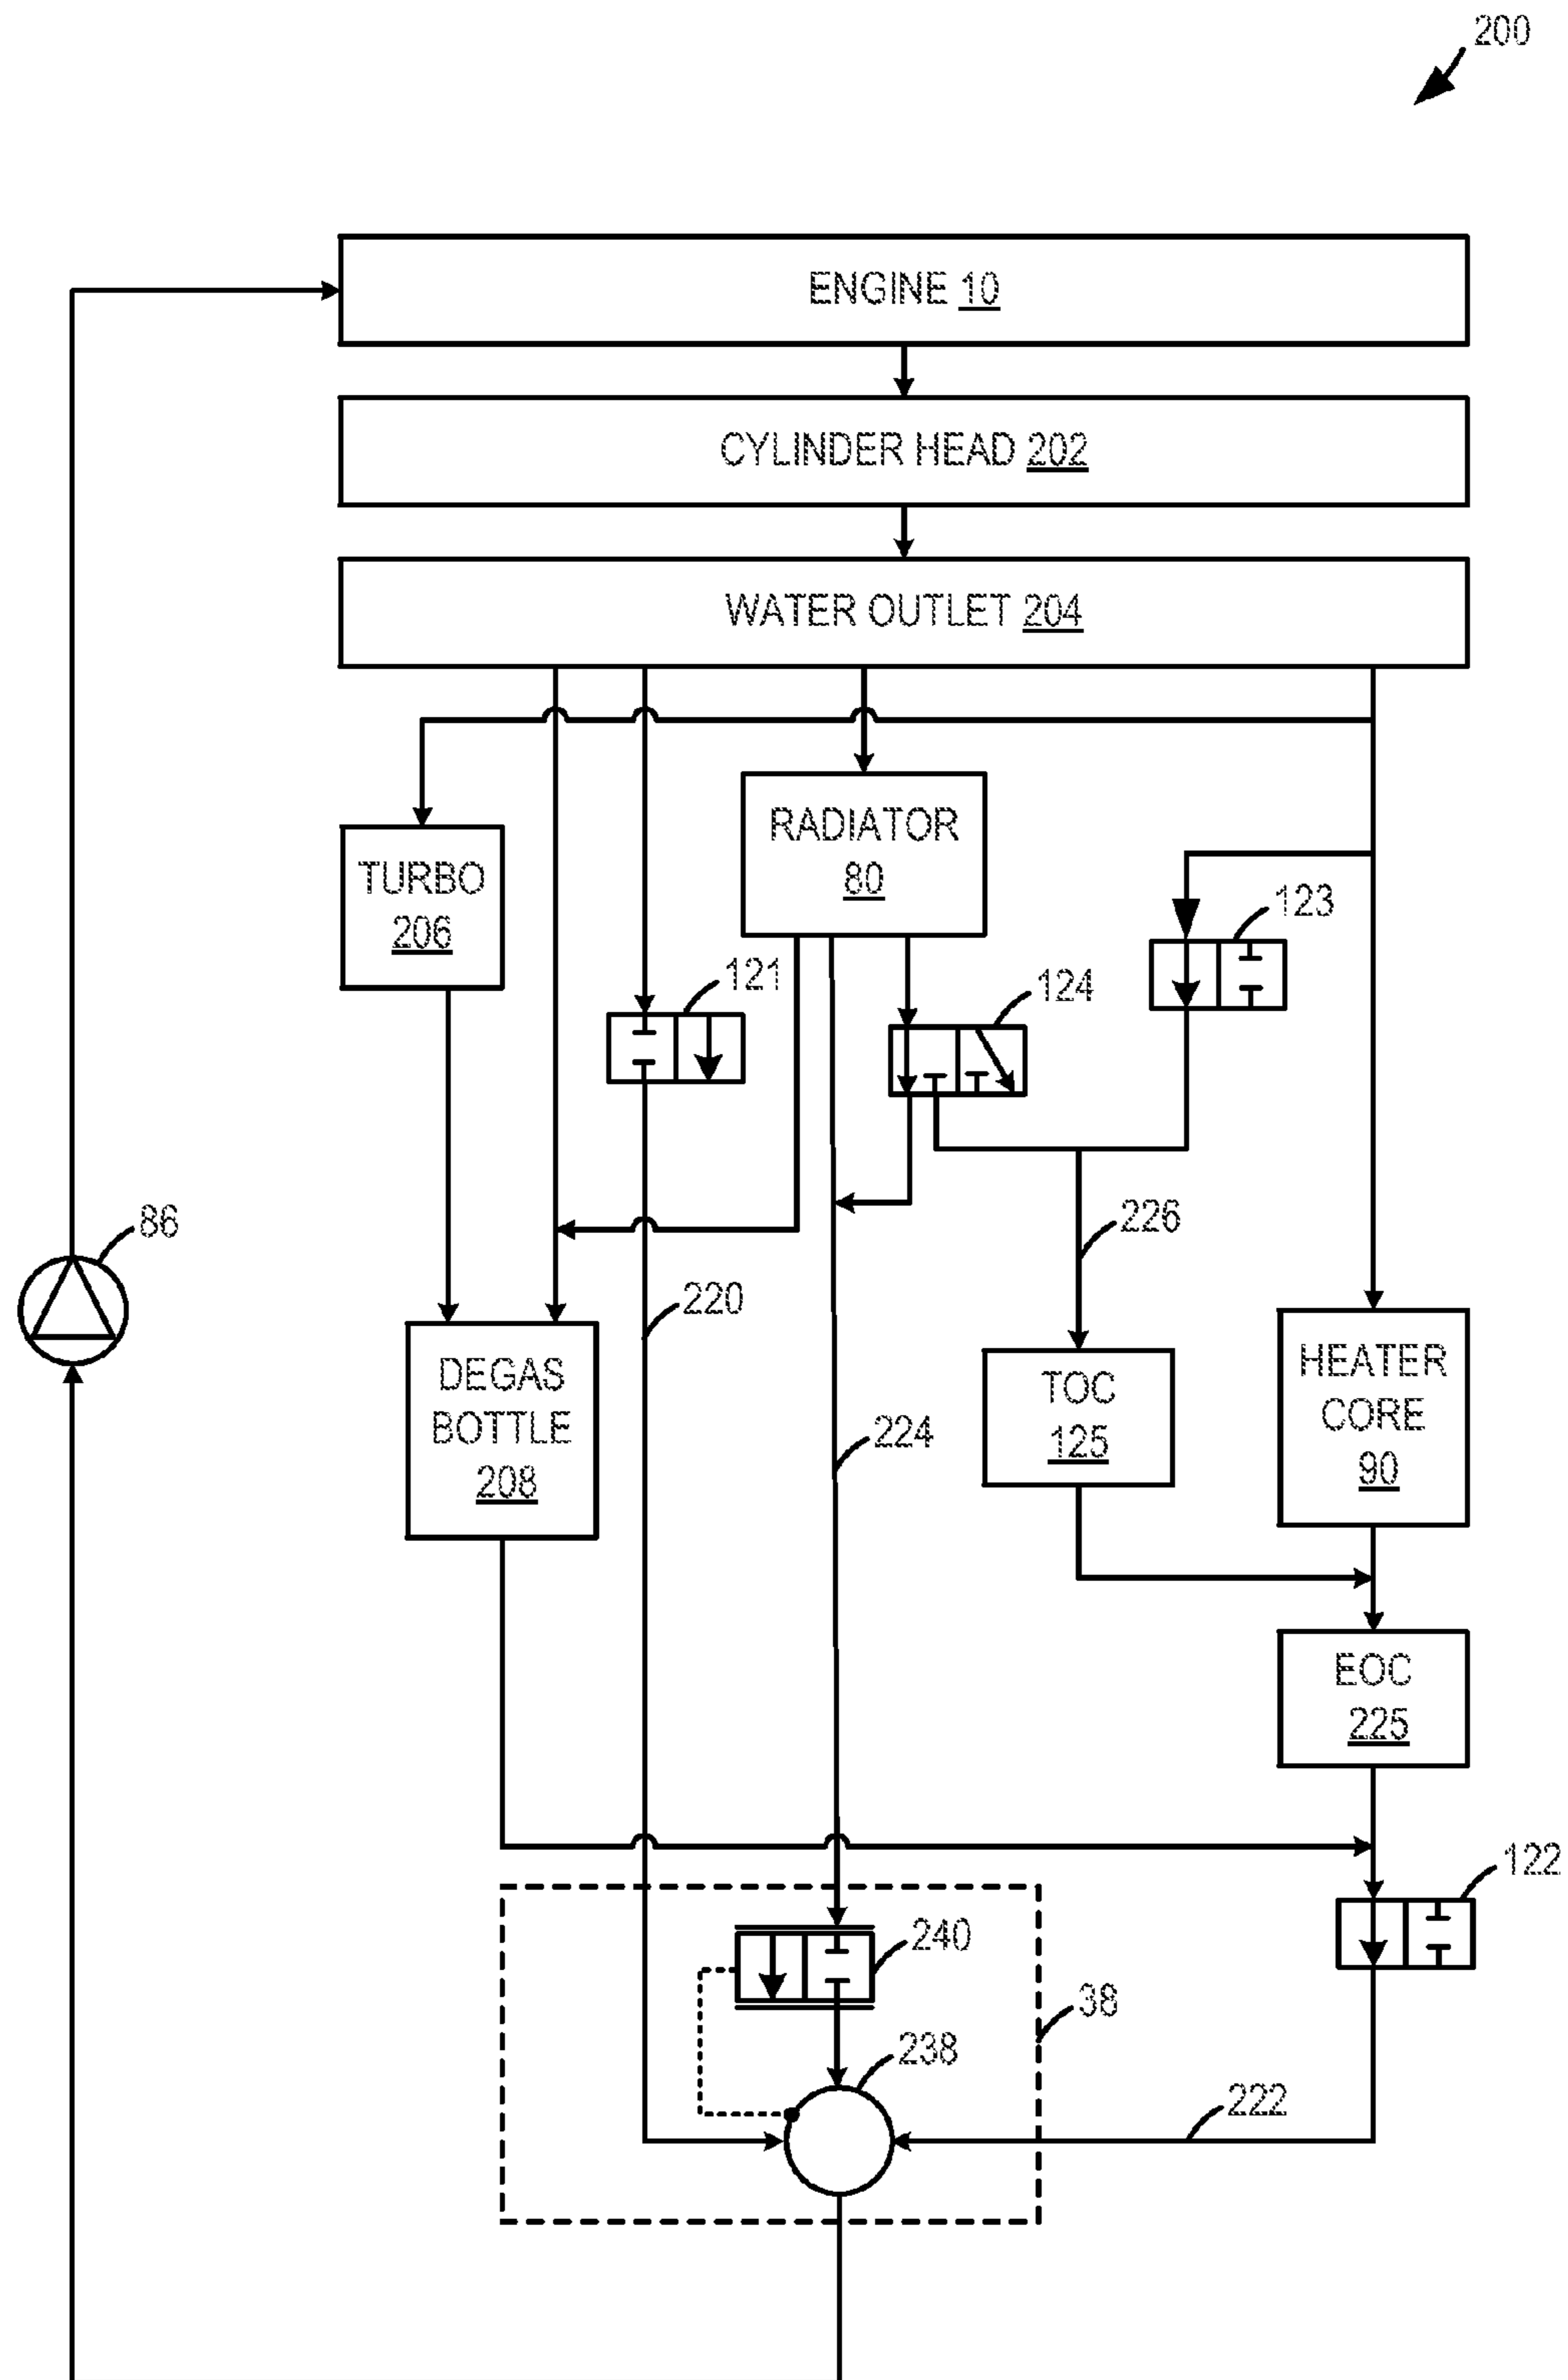 200
ENGINE 10
CYLINDER HEAD 202
WATER OUTLET 204
RADIATOR
80
TURBO
206
123
121
124
86
226
220
DEGAS
BOTTLE
208
HEATER
CORE
90
TOC
125
224
EOC
225
122
240
38
238
222